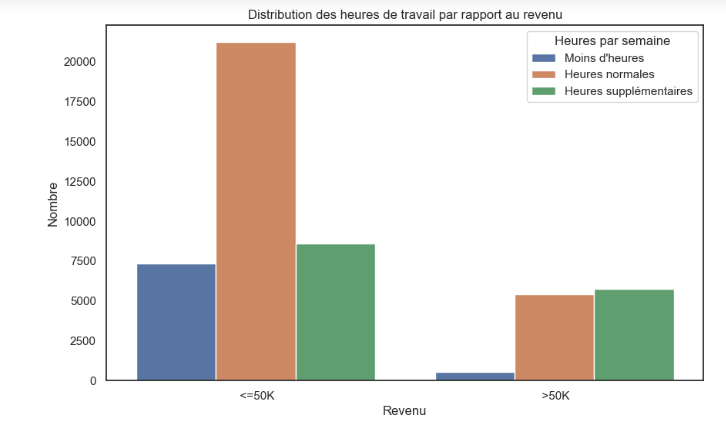 Distribution des heures de travail par rapport au revenu
Heures par semaine
Moins d'heures
Heures normales
Heures supplémentaires
Nombre
20000
17500
15000
12500
10000
7500
5000
2500
0
<=50K
>50K
Revenu